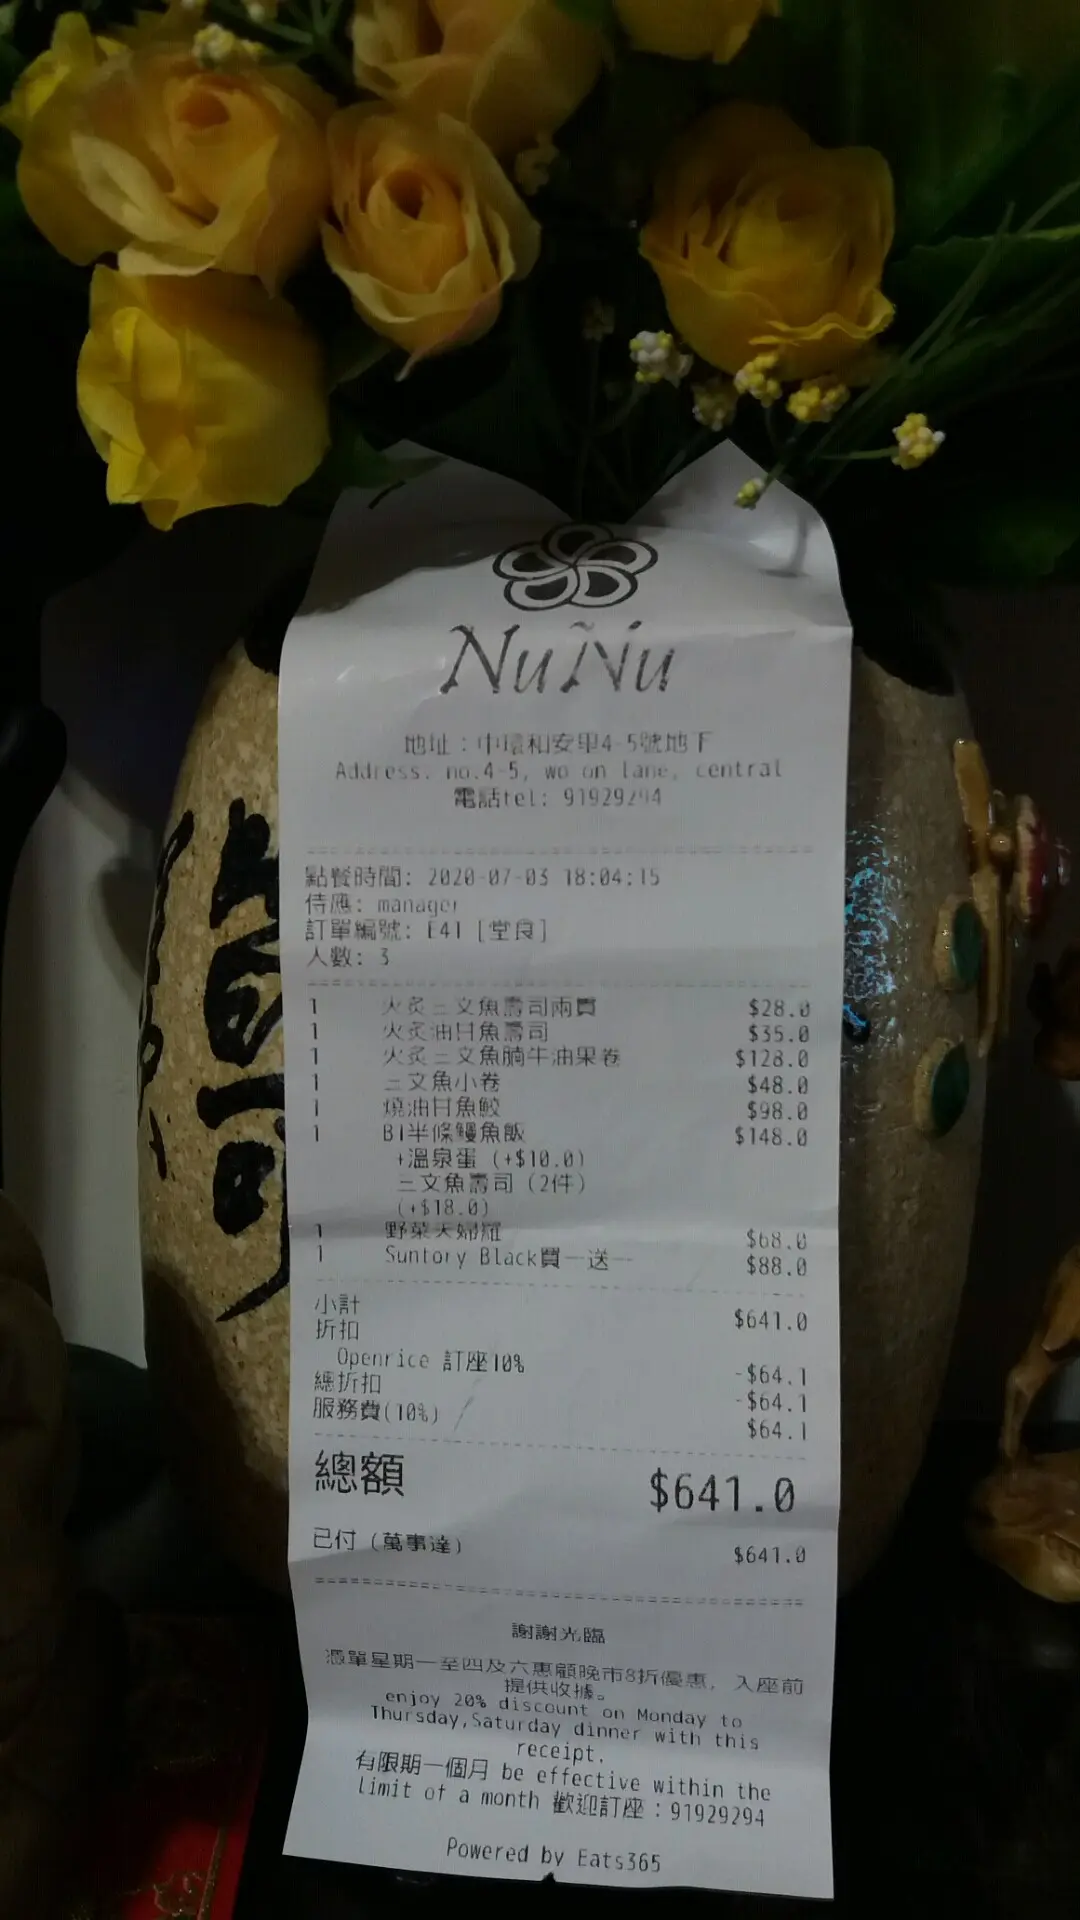 NuÑu
地址：中環和安里4-5號地下
Address: no.4-5, wo on lane, central
電話tel: 91929294
點餐時間: 2020-07-03 18:04:15
侍應: manager
訂單編號: E41 [堂食]
人數: 3
1 火炙三文魚壽司兩貫 $28.0
1 火炙油甘魚壽司 $35.0
1 火炙三文魚腩牛油果卷 $128.0
1 三文魚小卷 $48.0
1 燒油甘魚鮫 $98.0
1 B1半條鰻魚飯 $148.0
+溫泉蛋 (+$10.0)
三文魚壽司 (2件)
(+$18.0)
1 野菜天婦羅 $68.0
1 Suntory Black買一送一 $88.0
小計 $641.0
折扣
Openrice 訂座10% -$64.1
總折扣 -$64.1
服務費(10%) $64.1
總額 $641.0
已付 (萬事達) $641.0
謝謝光臨
憑單星期一至四及六惠顧晚市8折優惠, 入座前
提供收據。
enjoy 20% discount on Monday to
Thursday,Saturday dinner with this
receipt.
有限期一個月 be effective within the
limit of a month 歡迎訂座：91929294
Powered by Eats365